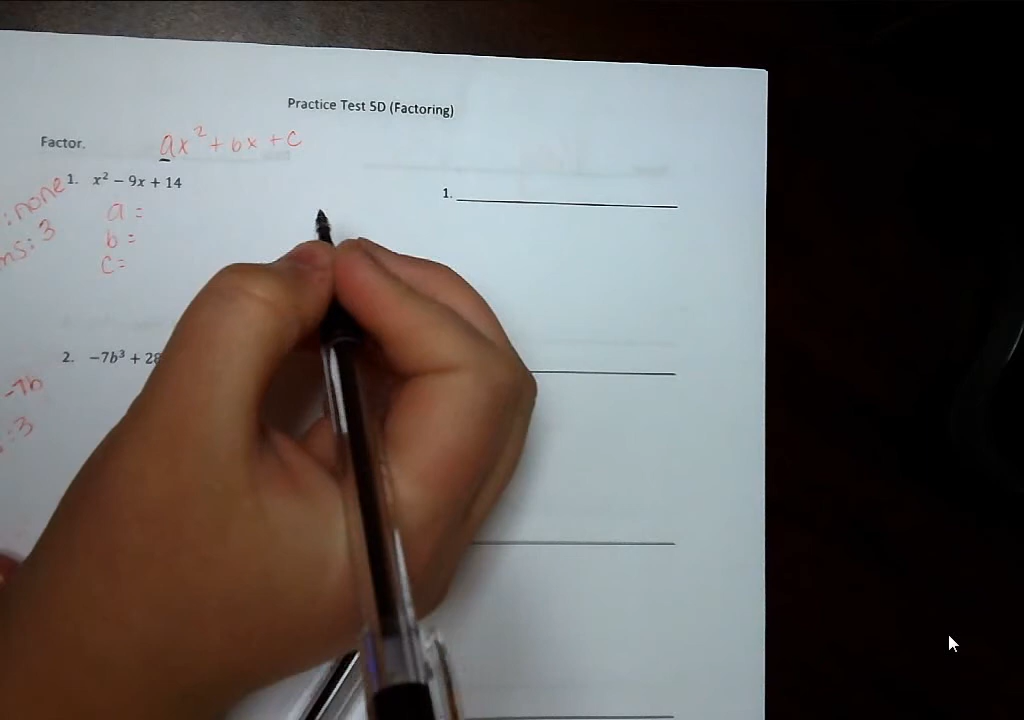 Practice Test 5D (Factoring)
Factor.
ax² + bx + c
: none
1. x² − 9x + 14
1.
ms: 3
a =
b =
c =
2. −7b³ + 28
-7b
: 3